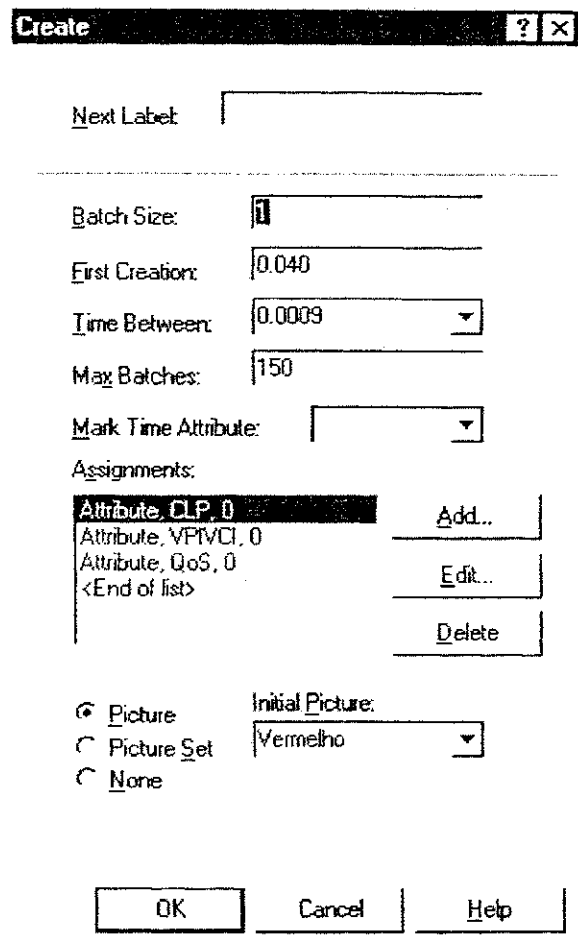 Create ? ×
Next Label:
Batch Size: 1
First Creation: 0.040
Time Between: 0.0009
Max Batches: 150
Mark Time Attribute:
Assignments:
Attribute, CLP, 0
Attribute, VPIVCI, 0
Attribute, QoS, 0
<End of list>
Add...
Edit...
Delete
Picture
Picture Set
None
Initial Picture:
Vermelho
OK Cancel Help